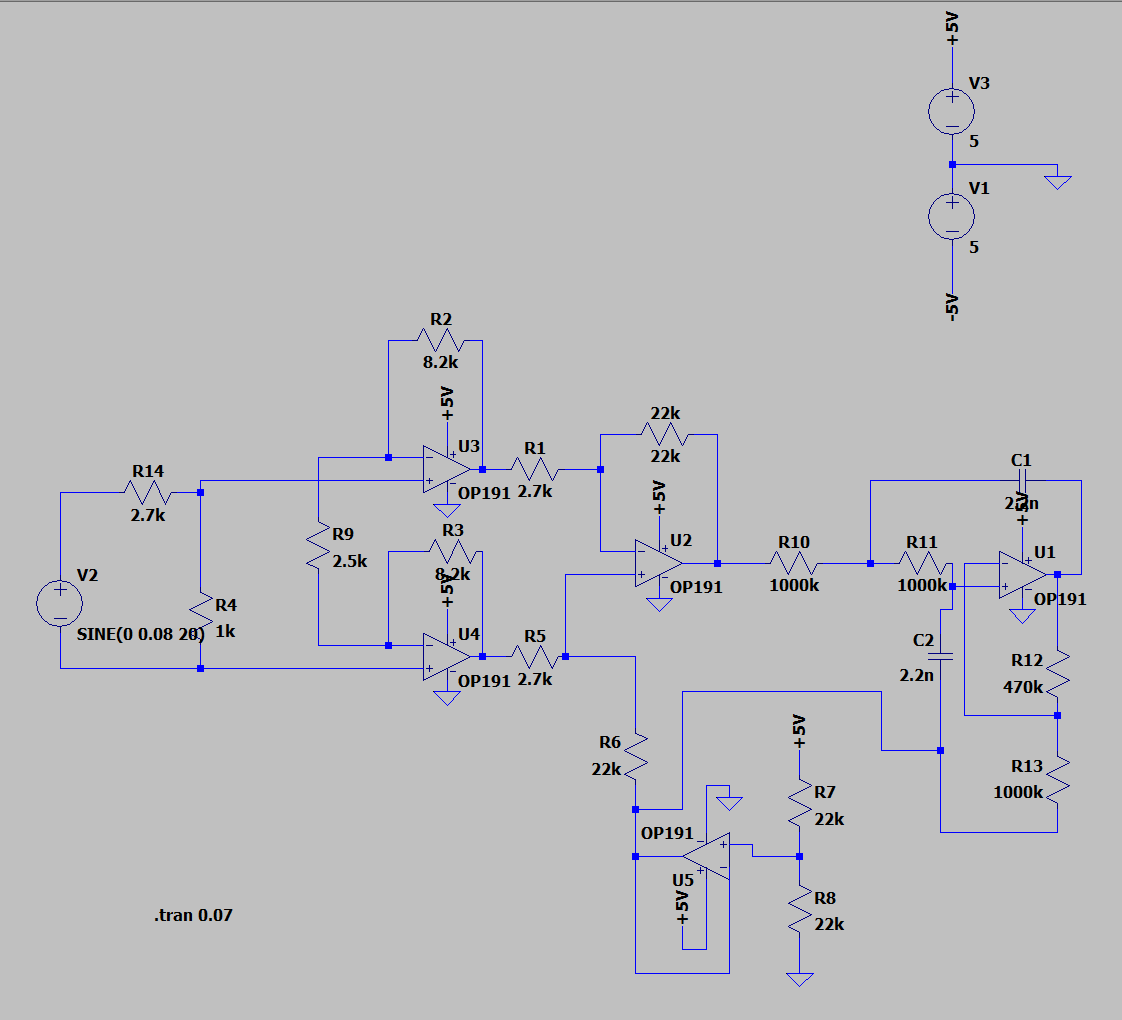 +5V
V3
5
V1
5
-5V
R2
8.2k
+5V
U3
OP191
R14
2.7k
R1
2.7k
22k
22k
+5V
U2
OP191
R9
2.5k
R3
8.2k
+5V
U4
OP191
V2
SINE(0 0.08 20)
R4
1k
R5
2.7k
R10
1000k
R11
1000k
C1
+5V
U1
OP191
C2
2.2n
R12
470k
R13
1000k
R6
22k
+5V
R7
22k
OP191
U5
+5V
R8
22k
.tran 0.07